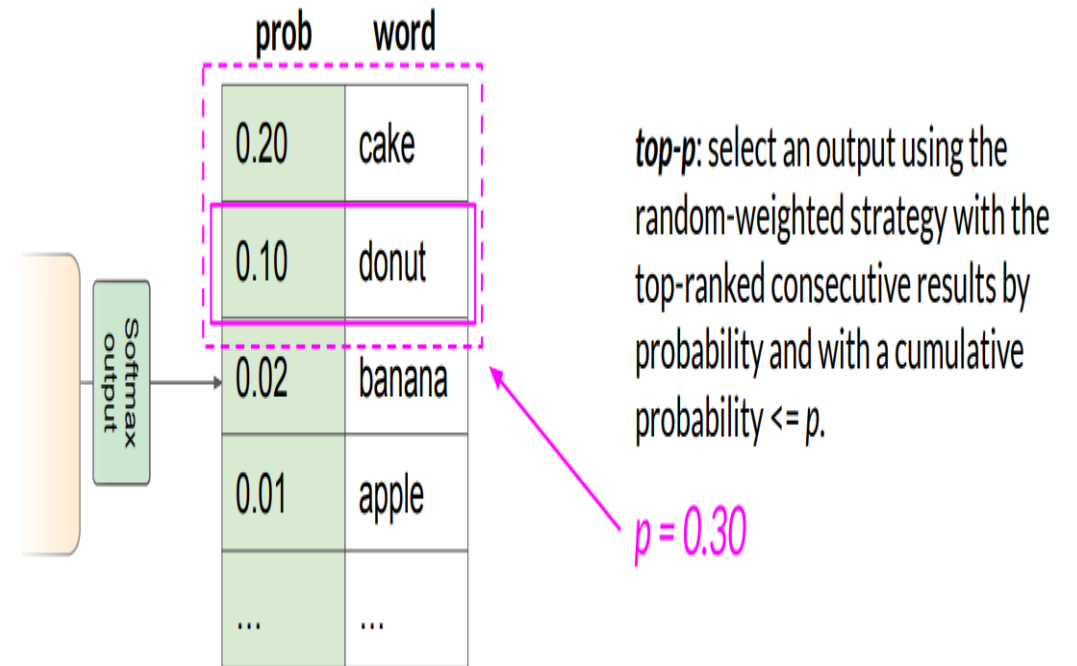 prob word
0.20 cake
0.10 donut
0.02 banana
0.01 apple
... ...
Softmax
output
top-p: select an output using the
random-weighted strategy with the
top-ranked consecutive results by
probability and with a cumulative
probability <= p.
p = 0.30